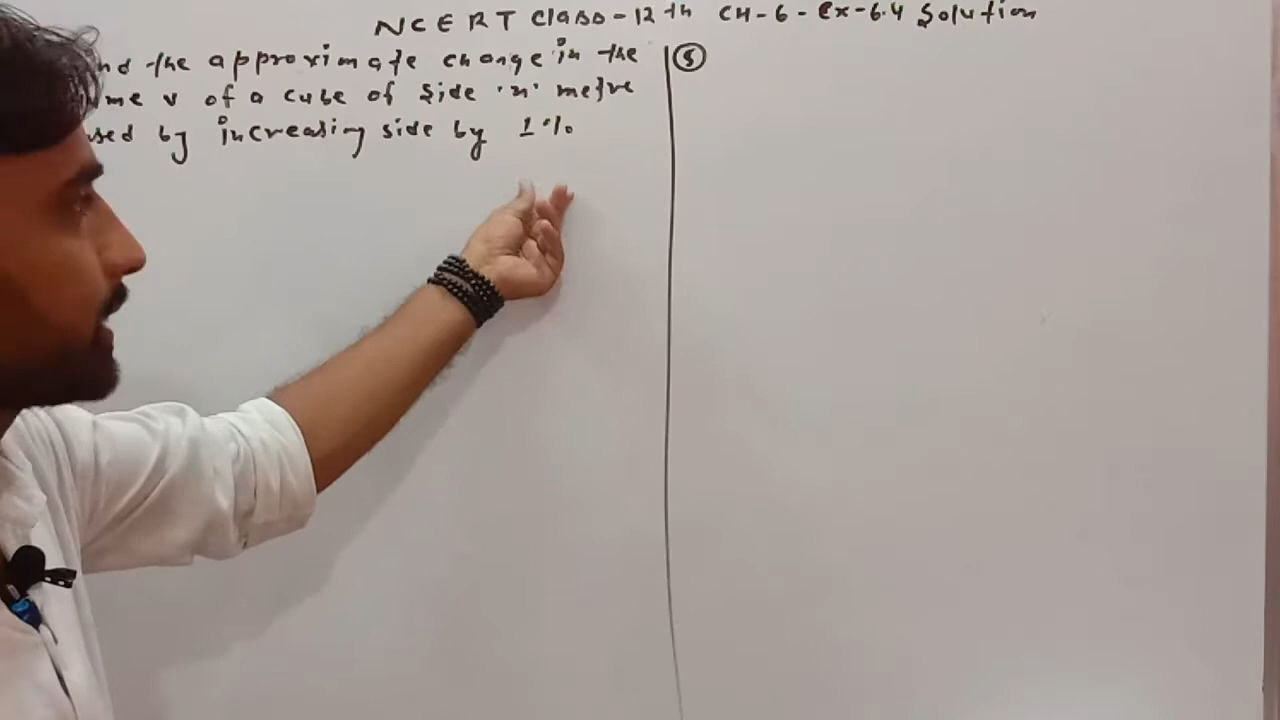 NCERT Class-12th CH-6-Ex-6.4 Solution
nd the approximate change in the
me v of a cube of side 'x' metre
sed by increasing side by 1%
⑤